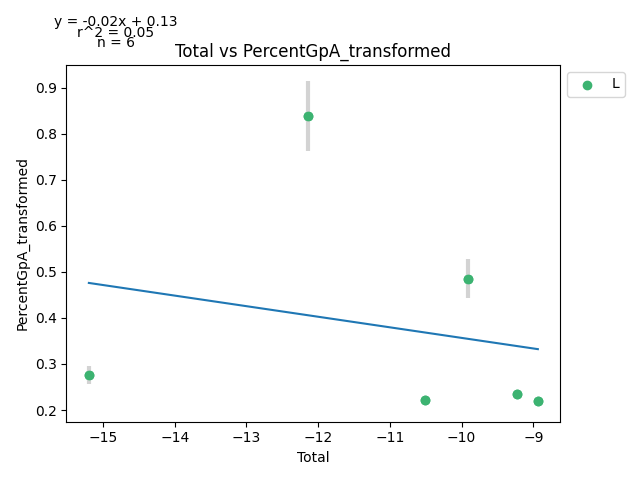 y = -0.02x + 0.13
r^2 = 0.05
n = 6
Total vs PercentGpA_transformed
L
PercentGpA_transformed
0.9
0.8
0.7
0.6
0.5
0.4
0.3
0.2
−15 −14 −13 −12 −11 −10 −9
Total